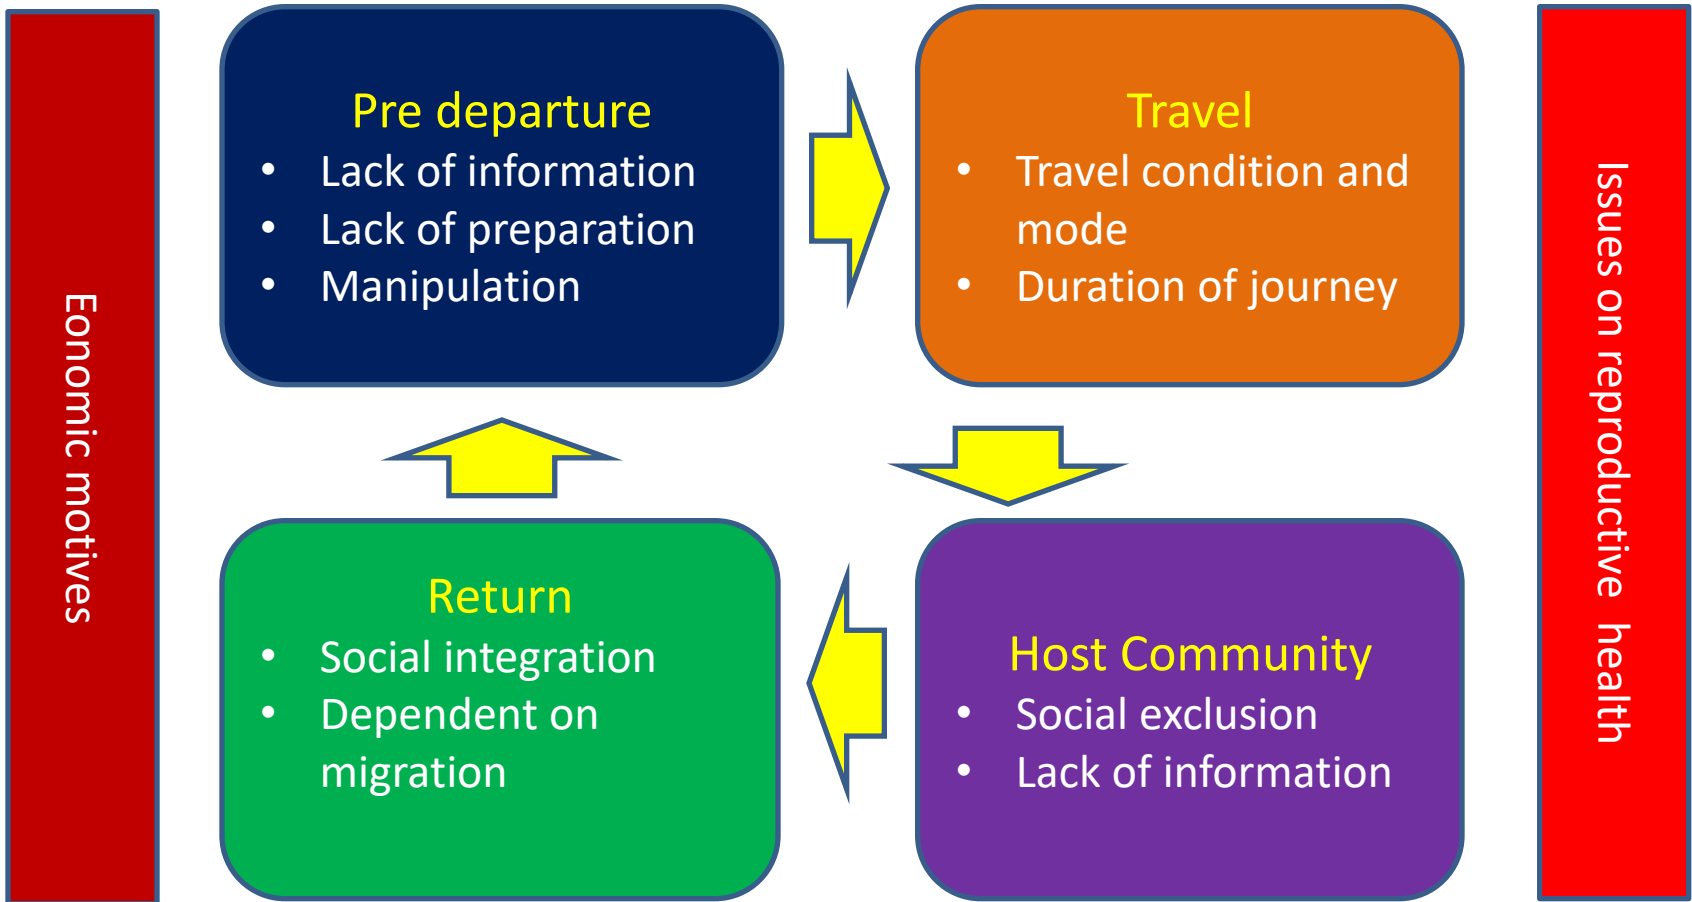 Eonomic motives
Pre departure
• Lack of information
• Lack of preparation
• Manipulation
Travel
• Travel condition and
mode
• Duration of journey
Return
• Social integration
• Dependent on
migration
Host Community
• Social exclusion
• Lack of information
Issues on reproductive health